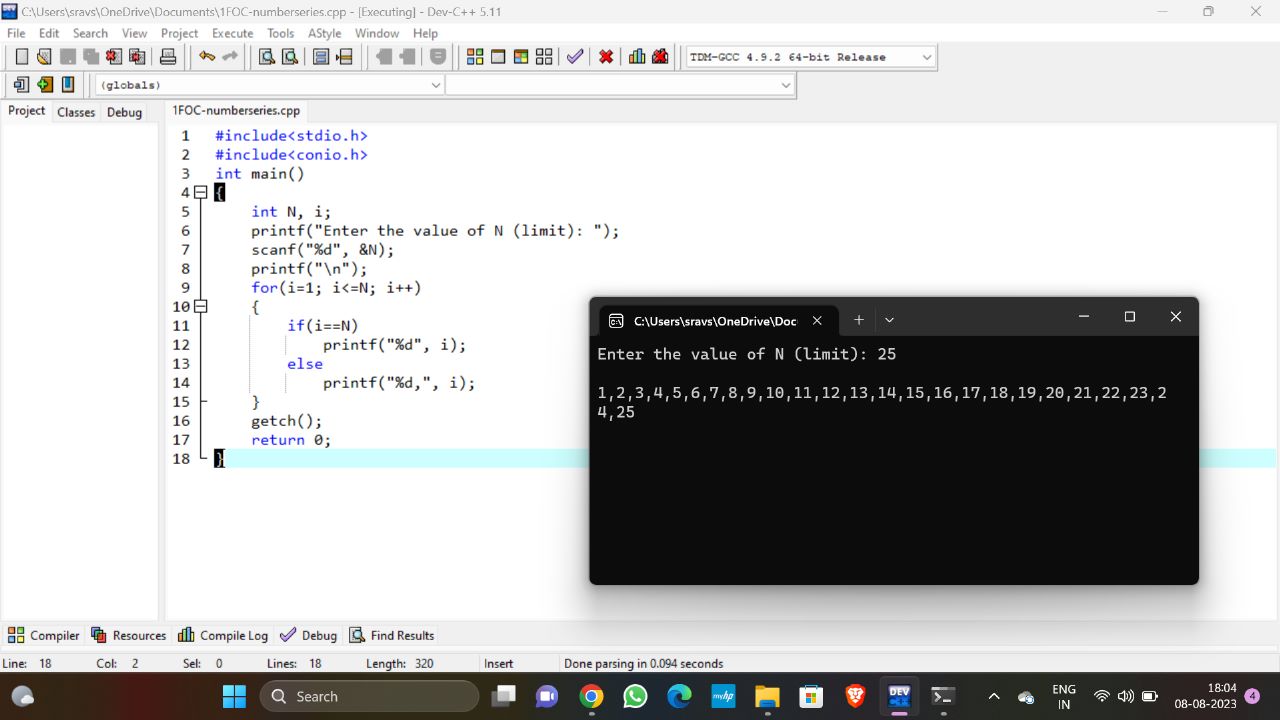 C:\Users\sravs\OneDrive\Documents\1FOC-numberseries.cpp - [Executing] - Dev-C++ 5.11
File Edit Search View Project Execute Tools AStyle Window Help
TDM-GCC 4.9.2 64-bit Release
(globals)
Project Classes Debug
1FOC-numberseries.cpp
1 #include<stdio.h>
2 #include<conio.h>
3 int main()
4 {
5 int N, i;
6 printf("Enter the value of N (limit): ");
7 scanf("%d", &N);
8 printf("\n");
9 for(i=1; i<=N; i++)
10 {
11 if(i==N)
12 printf("%d", i);
13 else
14 printf("%d,", i);
15 }
16 getch();
17 return 0;
18 }
C:\Users\sravs\OneDrive\Doc
Enter the value of N (limit): 25
1,2,3,4,5,6,7,8,9,10,11,12,13,14,15,16,17,18,19,20,21,22,23,2
4,25
Compiler Resources Compile Log Debug Find Results
Line: 18 Col: 2 Sel: 0 Lines: 18 Length: 320 Insert Done parsing in 0.094 seconds
Search
myhp
DEV
ENG
IN
18:04
08-08-2023
4